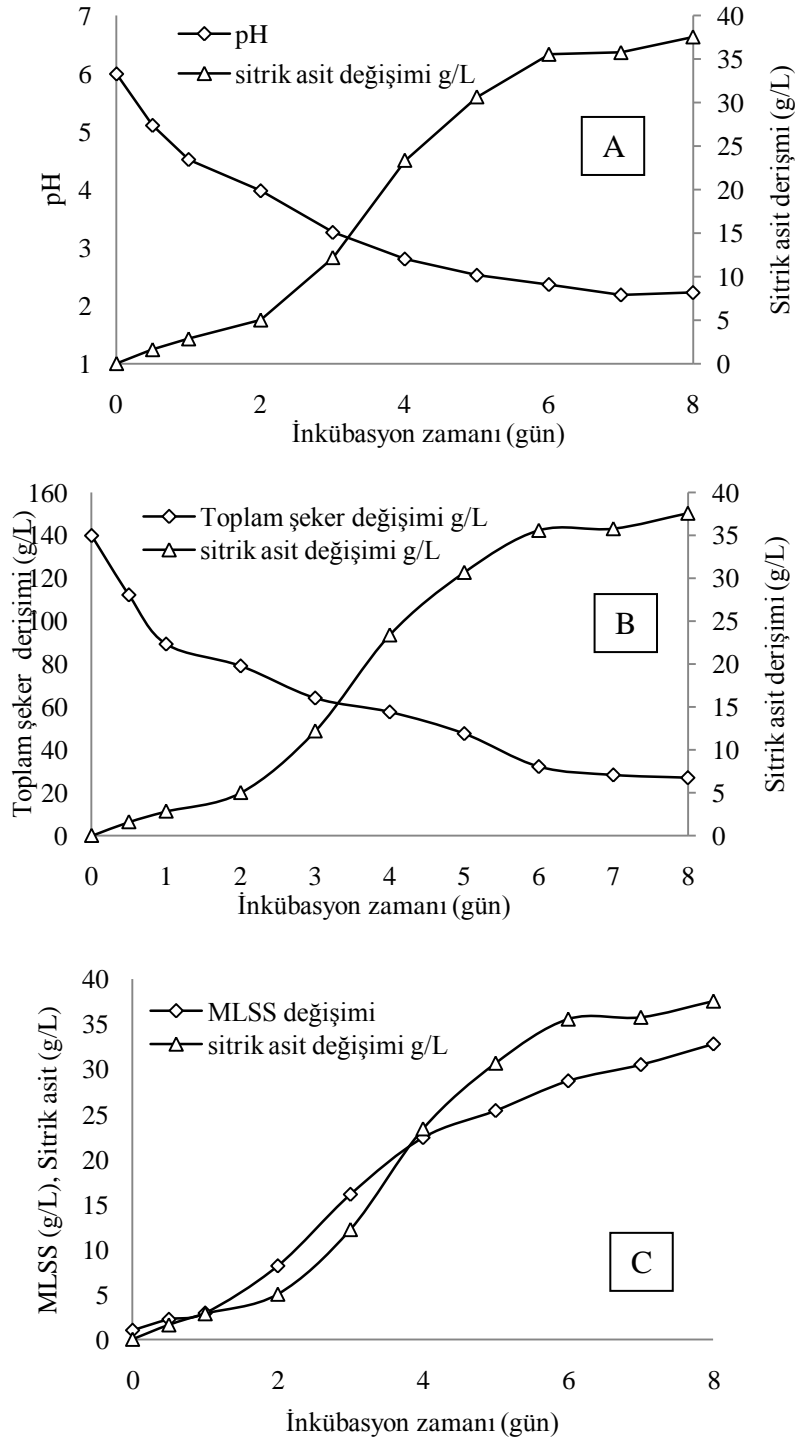 7
6
5
4
3
2
1
pH
pH
sitrik asit değişimi g/L
A
40
35
30
25
20
15
10
5
0
Sitrik asit derişmi (g/L)
0 2 4 6 8
İnkübasyon zamanı (gün)
160
140
120
100
80
60
40
20
0
Toplam şeker derişimi (g/L)
Toplam şeker değişimi g/L
sitrik asit değişimi g/L
B
40
35
30
25
20
15
10
5
0
Sitrik asit derişimi (g/L)
0 1 2 3 4 5 6 7 8
İnkübasyon zamanı (gün)
40
35
30
25
20
15
10
5
0
MLSS (g/L), Sitrik asit (g/L)
MLSS değişimi
sitrik asit değişimi g/L
C
0 2 4 6 8
İnkübasyon zamanı (gün)